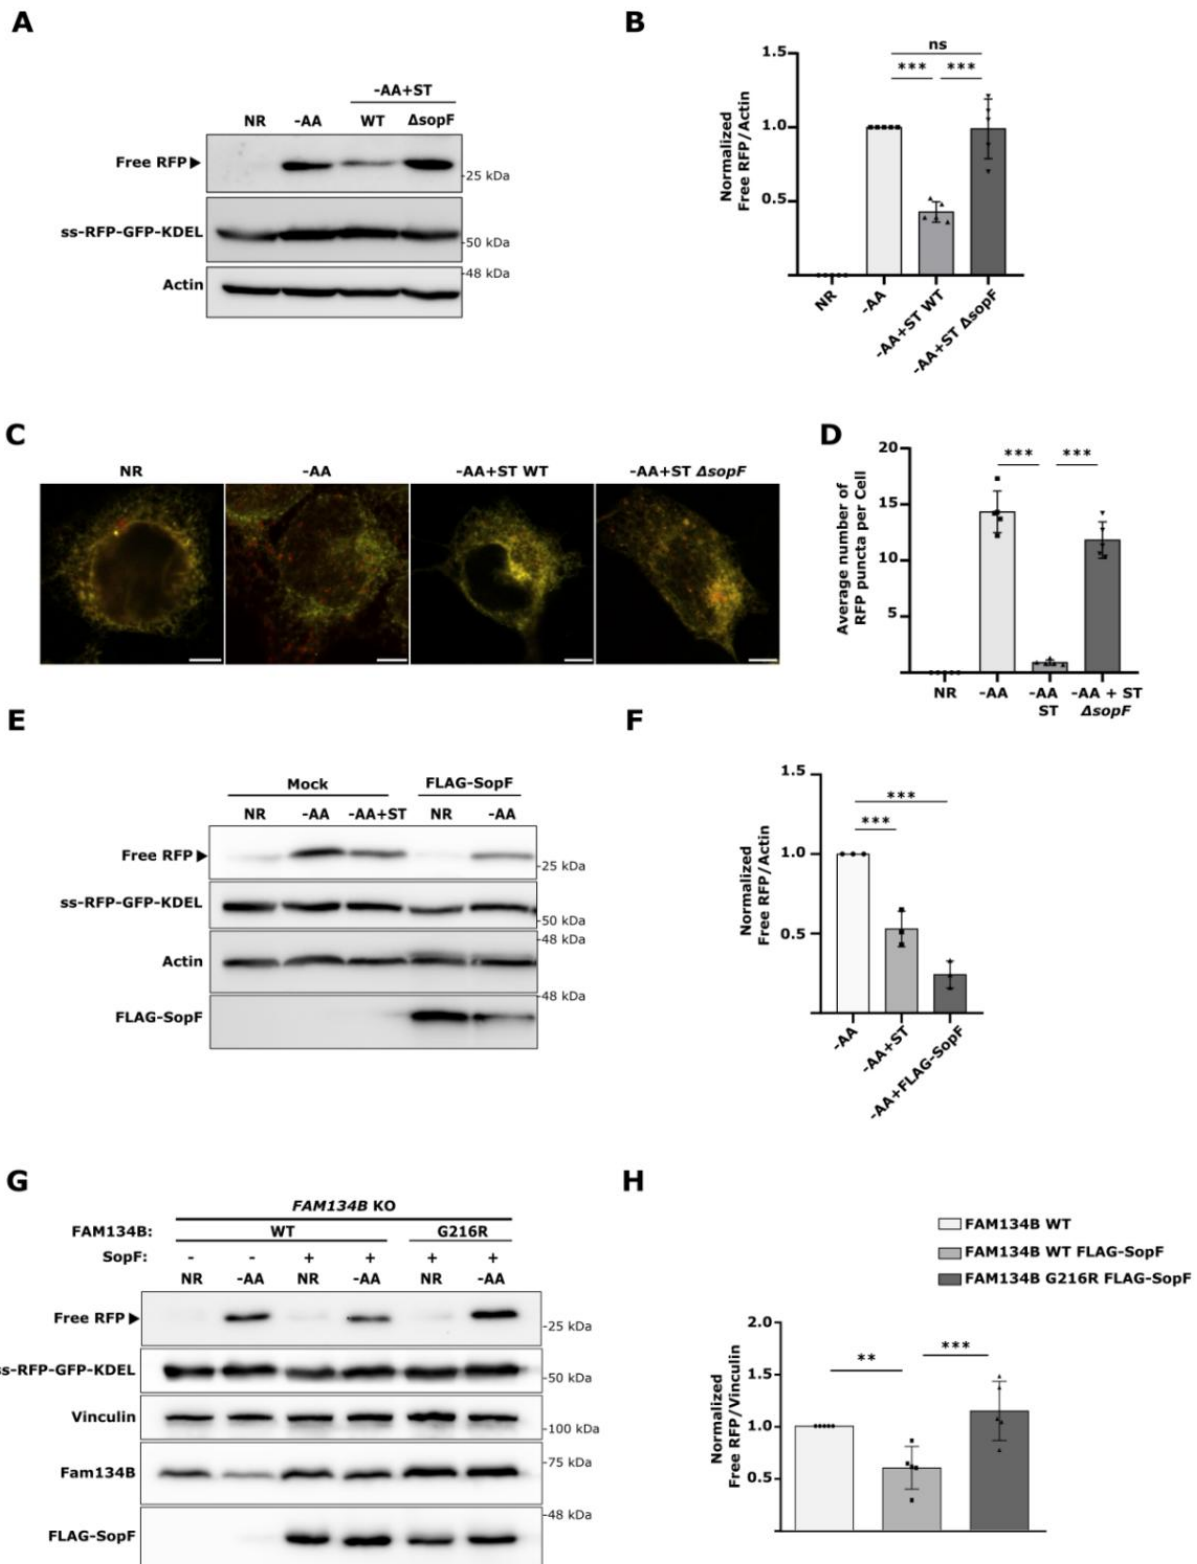 A
-AA+ST
NR -AA WT ΔsopF
Free RFP
25 kDa
ss-RFP-GFP-KDEL
50 kDa
48 kDa
Actin
B
Normalized
Free RFP/Actin
1.5
1.0
0.5
ns
*** ***
NR
-AA
-AA+ST WT
-AA+ST ΔsopF
C
NR -AA -AA+ST WT -AA+ST ΔsopF
D
Average number of
RFP puncta per Cell
20
15
10
5
*** ***
NR -AA -AA -AA + ST
ST ΔsopF
E
Mock FLAG-SopF
NR -AA -AA+ST NR -AA
Free RFP
25 kDa
ss-RFP-GFP-KDEL
50 kDa
48 kDa
Actin
48 kDa
FLAG-SopF
F
Normalized
Free RFP/Actin
1.5
1.0
0.5
***
***
-AA
-AA+ST
-AA+FLAG-SopF
G
FAM134B KO
FAM134B: WT G216R
SopF: - - + + + +
NR -AA NR -AA NR -AA
Free RFP
25 kDa
ss-RFP-GFP-KDEL
50 kDa
Vinculin
100 kDa
75 kDa
Fam134B
48 kDa
FLAG-SopF
H
FAM134B WT
FAM134B WT FLAG-SopF
FAM134B G216R FLAG-SopF
Normalized
Free RFP/Vinculin
2.0
1.5
1.0
0.5
** ***